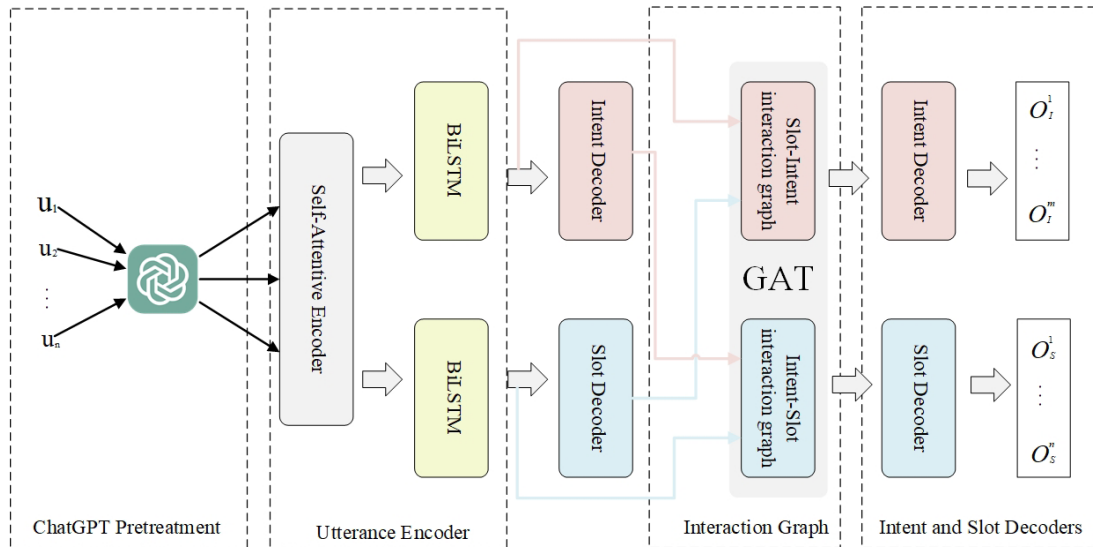 u₁
u₂
⋮
uₙ
ChatGPT Pretreatment
Self-Attentive Encoder
BiLSTM
BiLSTM
Utterance Encoder
Intent Decoder
Slot Decoder
Slot-Intent
interaction graph
GAT
Intent-Slot
interaction graph
Interaction Graph
Intent Decoder
Slot Decoder
O_I^1
⋮
O_I^m
O_S^1
⋮
O_S^n
Intent and Slot Decoders